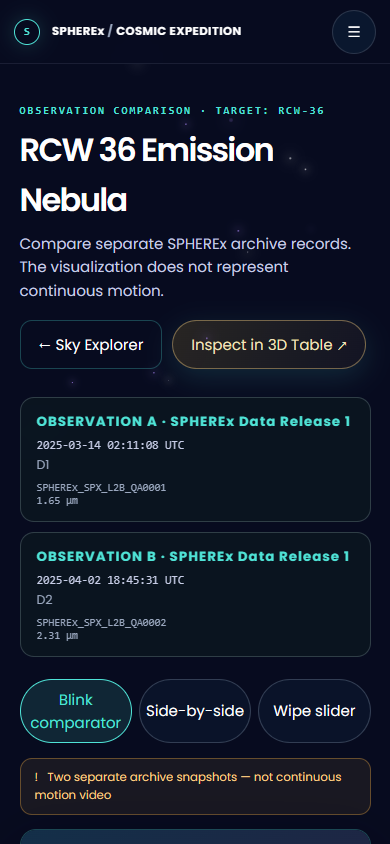 S SPHEREx / COSMIC EXPEDITION ☰
OBSERVATION COMPARISON · TARGET: RCW-36
RCW 36 Emission
Nebula
Compare separate SPHEREx archive records.
The visualization does not represent
continuous motion.
← Sky Explorer Inspect in 3D Table ↗
OBSERVATION A · SPHEREx Data Release 1
2025-03-14 02:11:08 UTC
D1
SPHEREx_SPX_L2B_QA0001
1.65 μm
OBSERVATION B · SPHEREx Data Release 1
2025-04-02 18:45:31 UTC
D2
SPHEREx_SPX_L2B_QA0002
2.31 μm
Blink
comparator
Side-by-side
Wipe slider
! Two separate archive snapshots — not continuous
motion video